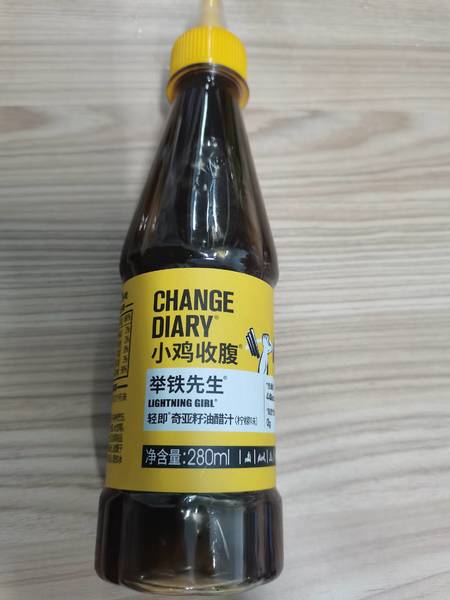 CHANGE
DIARY®
小鸡收腹®
举铁先生®
LIGHTNING GIRL®
轻即®奇亚籽油醋汁(柠檬味)
净含量:280ml